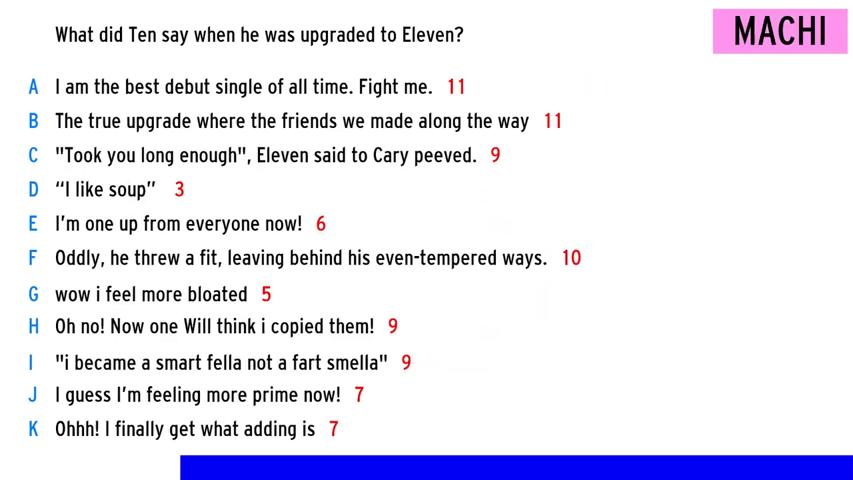 What did Ten say when he was upgraded to Eleven?
MACHI
A I am the best debut single of all time. Fight me. 11
B The true upgrade where the friends we made along the way 11
C "Took you long enough", Eleven said to Cary peeved. 9
D “I like soup” 3
E I'm one up from everyone now! 6
F Oddly, he threw a fit, leaving behind his even-tempered ways. 10
G wow i feel more bloated 5
H Oh no! Now one Will think i copied them! 9
I "i became a smart fella not a fart smella" 9
J I guess I'm feeling more prime now! 7
K Ohhh! I finally get what adding is 7